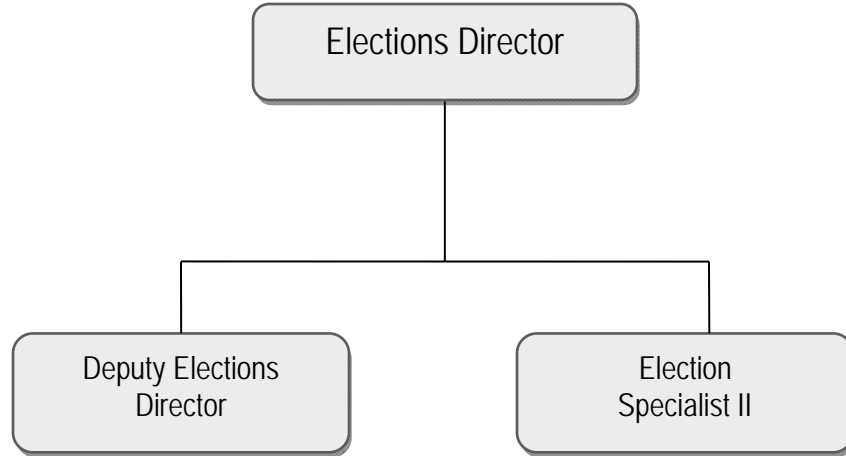 Elections Director
Deputy Elections
Director
Election
Specialist II